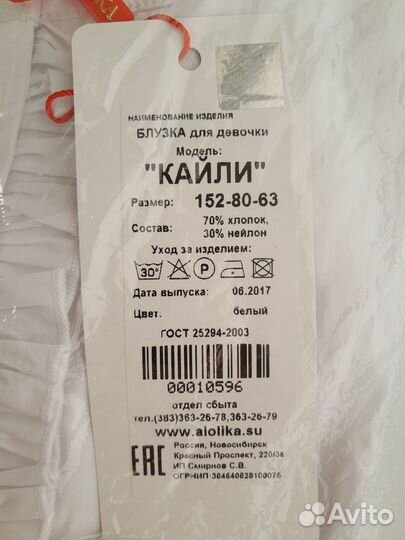 НАИМЕНОВАНИЕ ИЗДЕЛИЯ
БЛУЗКА для девочки
Модель:
"КАЙЛИ"
Размер: 152-80-63
Состав: 70% хлопок,
30% нейлон
Уход за изделием:
30° P
Дата выпуска: 06.2017
Цвет: белый
ГОСТ 25294-2003
00010596
отдел сбыта
тел.(383)363-26-78,363-26-79
www.aiolika.su
ЕАС
Россия, Новосибирск
Красный Проспект, 220/36
ИП Смирнов С.В.
ОГРНИП:304540628100075
Avito